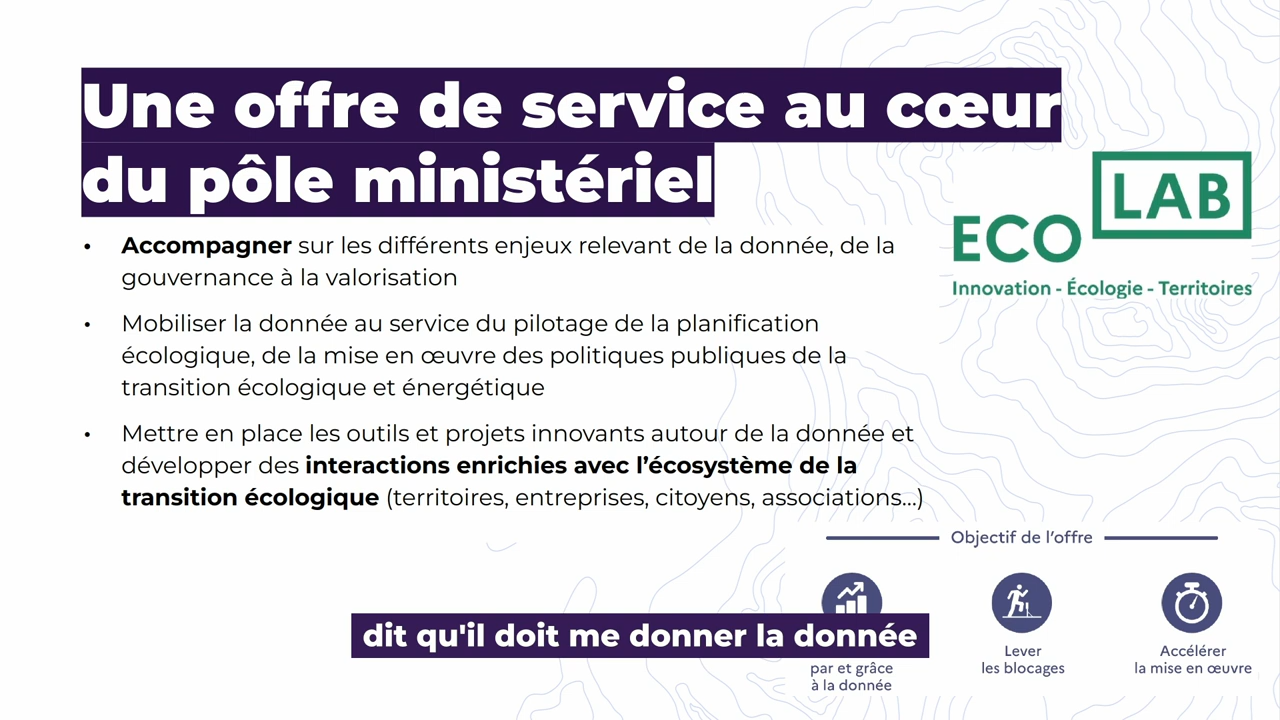 Une offre de service au cœur
du pôle ministériel
ECO LAB
Innovation - Écologie - Territoires
• Accompagner sur les différents enjeux relevant de la donnée, de la
gouvernance à la valorisation
• Mobiliser la donnée au service du pilotage de la planification
écologique, de la mise en œuvre des politiques publiques de la
transition écologique et énergétique
• Mettre en place les outils et projets innovants autour de la donnée et
développer des interactions enrichies avec l’écosystème de la
transition écologique (territoires, entreprises, citoyens, associations…)
Objectif de l’offre
par et grâce
à la donnée
Lever
les blocages
Accélérer
la mise en œuvre
dit qu'il doit me donner la donnée